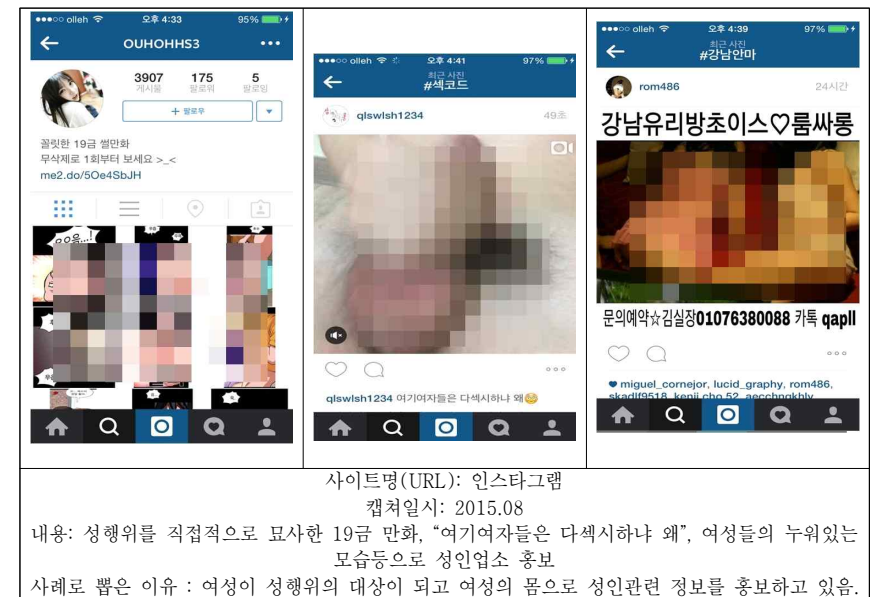 olleh 오후 4:33 95%
OUHOHHS3
3907 175 5
게시물 팔로워 팔로잉
+ 팔로우
꼴릿한 19금 썰만화
무삭제로 1회부터 보세요 >_<
me2.do/5Oe4SbJH
olleh 오후 4:41 97%
최근 사진
#섹코드
qlswlsh1234 49초
qlswlsh1234 여기여자들은 다섹시하냐 왜
olleh 오후 4:39 97%
최근 사진
#강남안마
rom486 24시간
강남유리방초이스♡룸싸롱
문의예약☆김실장01076380088 카톡 qapll
miguel_cornejor, lucid_graphy, rom486,
skadlf9518, kenji.cho.52, aecchngkbly
사이트명(URL): 인스타그램
캡쳐일시: 2015.08
내용: 성행위를 직접적으로 묘사한 19금 만화, “여기여자들은 다섹시하냐 왜”, 여성들의 누워있는
모습등으로 성인업소 홍보
사례로 뽑은 이유 : 여성이 성행위의 대상이 되고 여성의 몸으로 성인관련 정보를 홍보하고 있음.